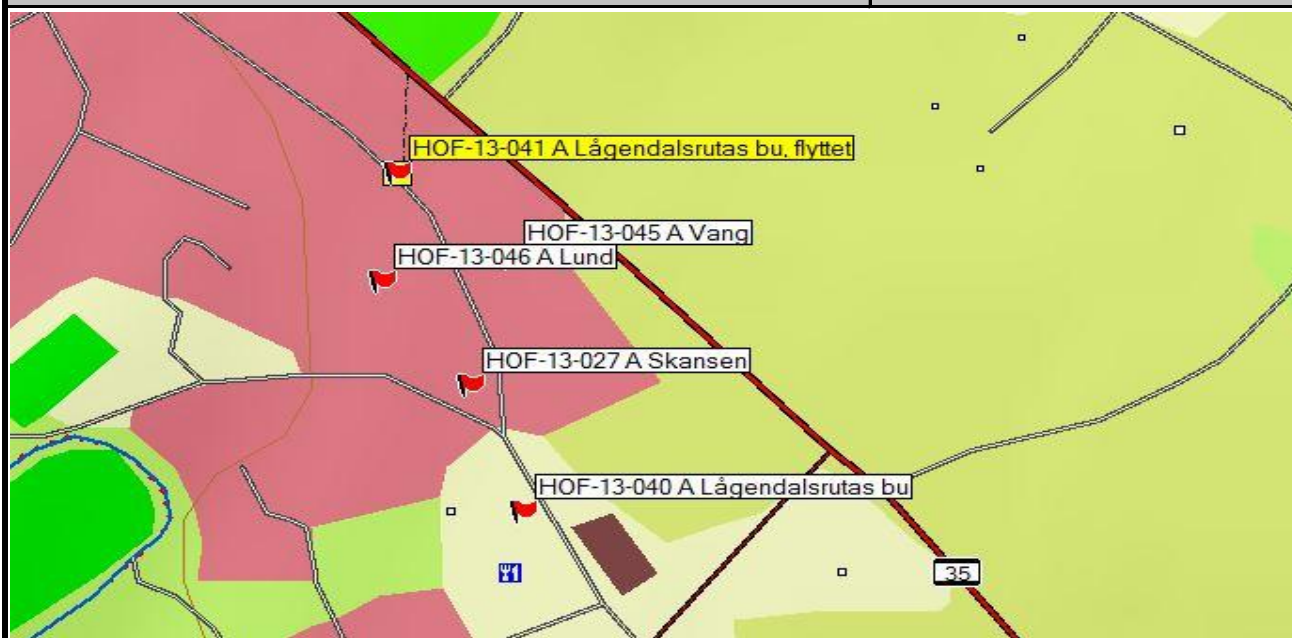 HOF-13-041 A Lågendalsrutas bu, flyttet
HOF-13-045 A Vang
HOF-13-046 A Lund
HOF-13-027 A Skansen
HOF-13-040 A Lågendalsrutas bu
35